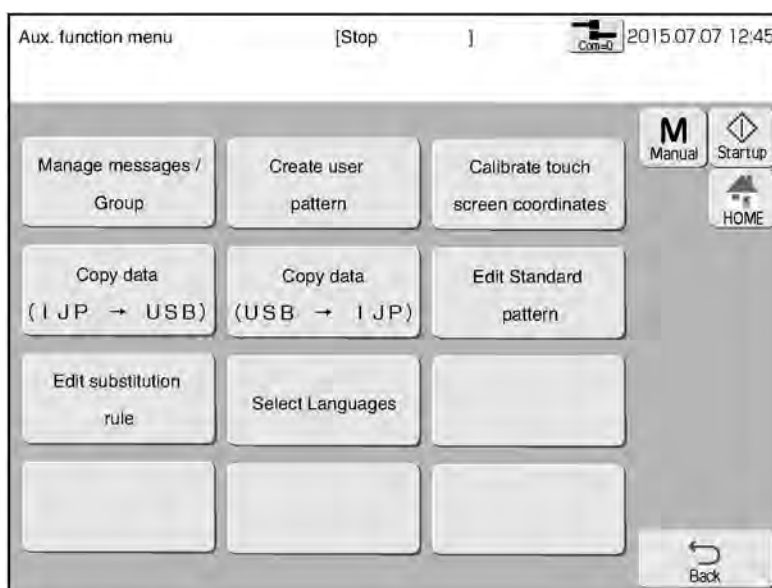 Aux. function menu [Stop ] Com=0 2015.07.07 12:45
M
Manual Startup
HOME
Manage messages / Create user Calibrate touch
Group pattern screen coordinates
Copy data Copy data Edit Standard
(IJP → USB) (USB → IJP) pattern
Edit substitution
rule Select Languages
Back